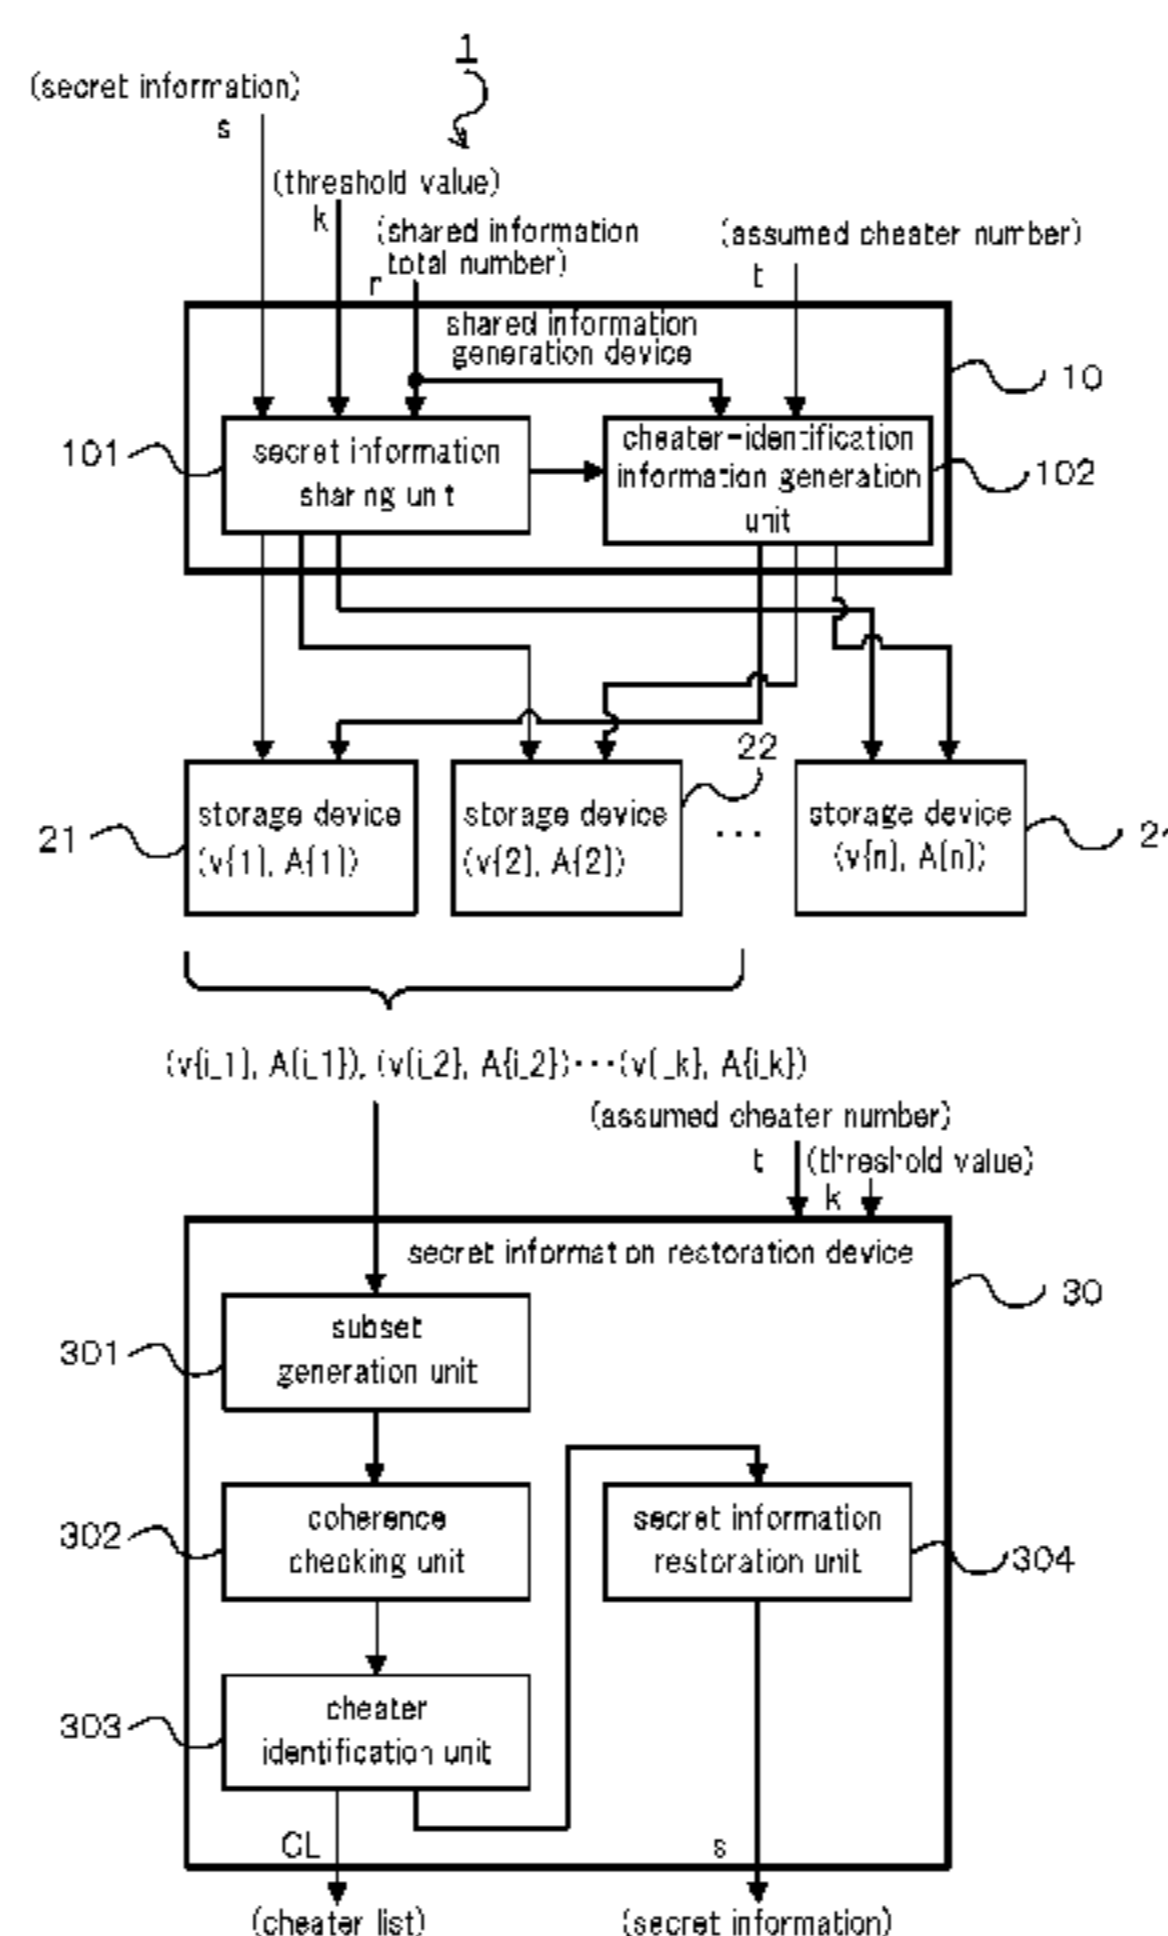 1
(secret information)
s
(threshold value)
k
(shared information
total number)
(assumed cheater number)
t
shared information
generation device
10
101
secret information
sharing unit
cheater-identification
information generation
unit
102
22
21
storage device
(v{1}, A{1})
storage device
(v{2}, A{2})
...
storage device
(v{n}, A{n})
(v{i_1}, A{i_1}), (v{i_2}, A{i_2})···(v{i_k}, A{i_k})
(assumed cheater number)
t
(threshold value)
k
secret information restoration device
30
301
subset
generation unit
302
coherence
checking unit
secret information
restoration unit
304
303
cheater
identification unit
CL
s
(cheater list)
(secret information)